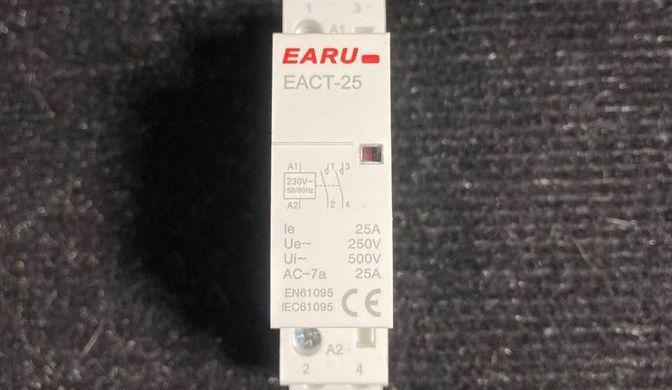 1 3
A1
EARU
EACT-25
A1 1 3
230V~
50/60Hz
A2 2 4
Ie 25A
Ue~ 250V
Ui~ 500V
AC-7a 25A
EN61095
IEC61095 CE
A2
2 4